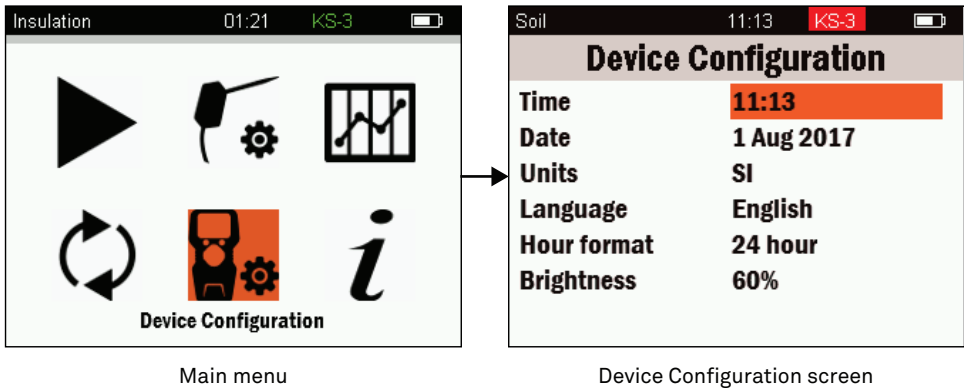 Insulation 01:21 KS-3
Device Configuration
Main menu
Soil 11:13 KS-3
Device Configuration
Time 11:13
Date 1 Aug 2017
Units SI
Language English
Hour format 24 hour
Brightness 60%
Device Configuration screen